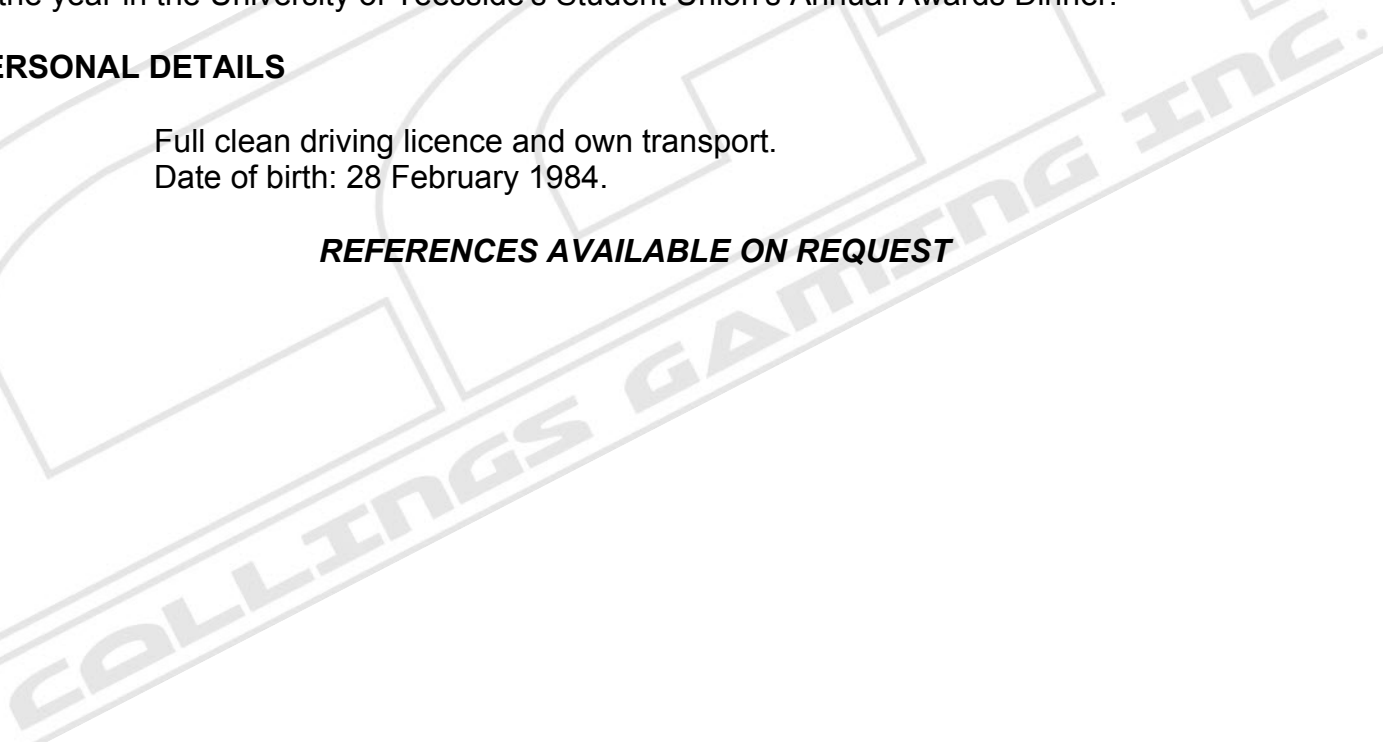 the year in the University of Teesside's Student Union's Annual Awards Dinner.
ERSONAL DETAILS
Full clean driving licence and own transport.
Date of birth: 28 February 1984.
REFERENCES AVAILABLE ON REQUEST
COLLINGS GAMING INC.